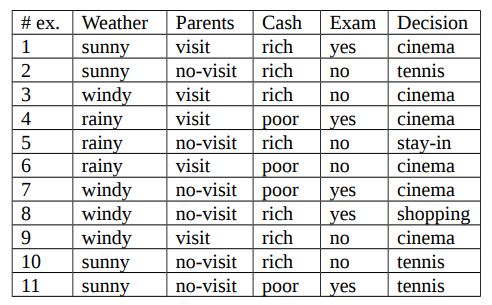 # ex. Weather Parents Cash Exam Decision
1 sunny visit rich yes cinema
2 sunny no-visit rich no tennis
3 windy visit rich no cinema
4 rainy visit poor yes cinema
5 rainy no-visit rich no stay-in
6 rainy visit poor no cinema
7 windy no-visit poor yes cinema
8 windy no-visit rich yes shopping
9 windy visit rich no cinema
10 sunny no-visit rich no tennis
11 sunny no-visit poor yes tennis